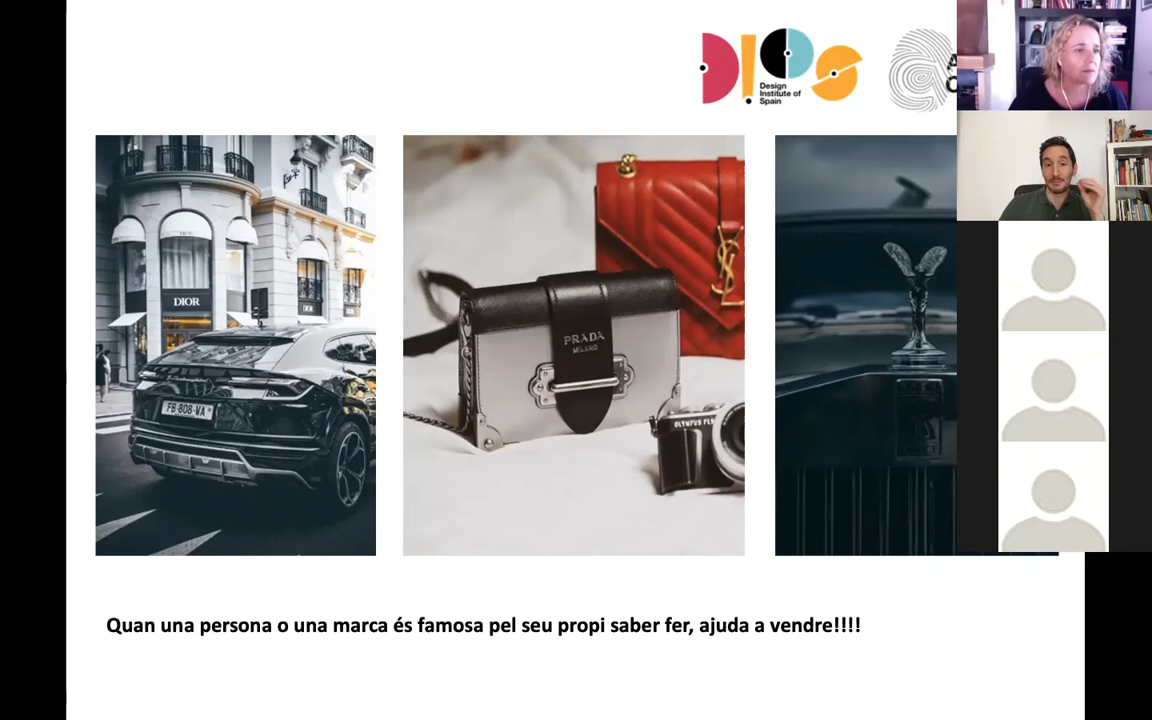 D!OS
Design
Institute of
Spain
DIOR
FB-808-VA
PRADA
MILANO
YSL
OLYMPUS PEN
Quan una persona o una marca és famosa pel seu propi saber fer, ajuda a vendre!!!!